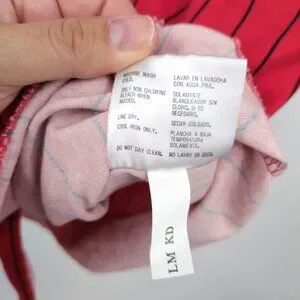 MACHINE WASH
COLD.
ONLY NON CHLORINE
BLEACH WHEN
NEEDED.
LINE DRY.
COOL IRON ONLY.
DO NOT DRY CLEAN.
LAVAR EN LAVADORA
CON AGUA FRIA.
SOLAMENTE
BLANQUEADOR SIN
CLORO, SI ES
NECESARIO.
SECAR COLGADO.
PLANCHA A BAJA
TEMPERATURA
SOLAMENTE.
NO LAVAR EN SECO.
LM KD